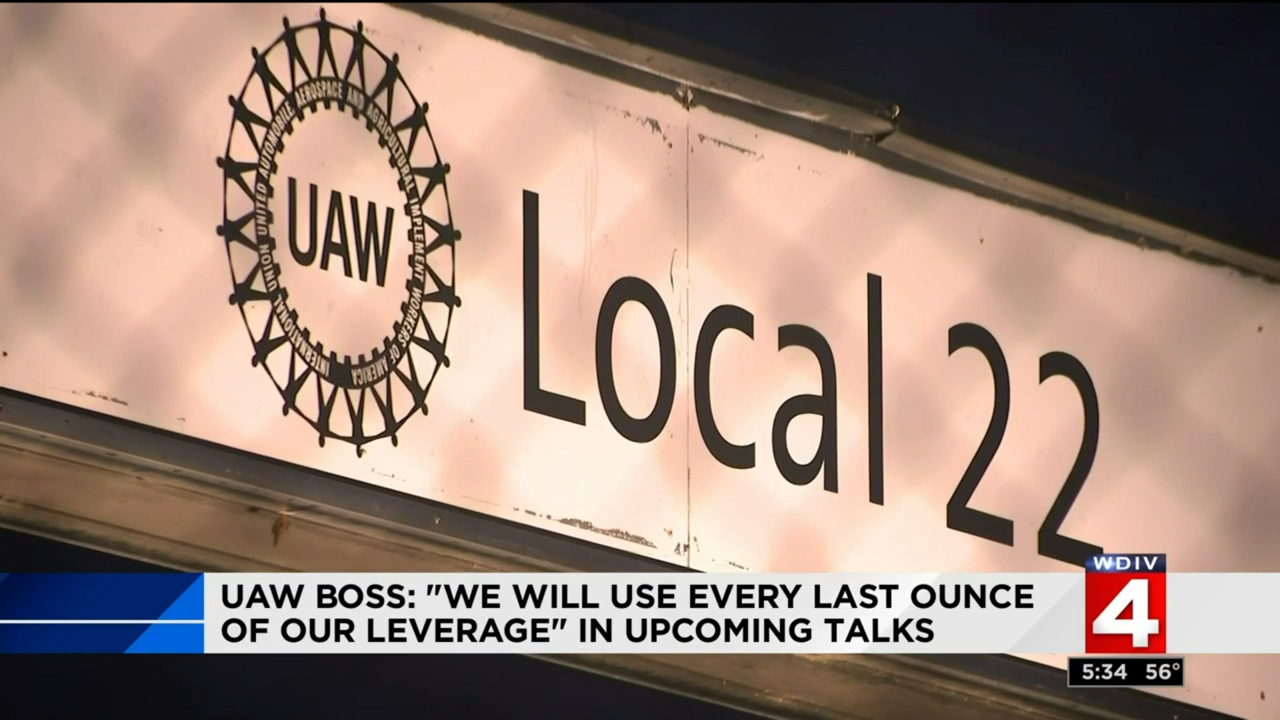 INTERNATIONAL UNION UNITED AUTOMOBILE AEROSPACE AND AGRICULTURAL IMPLEMENT WORKERS OF AMERICA
UAW
Local 22
UAW BOSS: "WE WILL USE EVERY LAST OUNCE
OF OUR LEVERAGE" IN UPCOMING TALKS
WDIV
4
5:34 56°